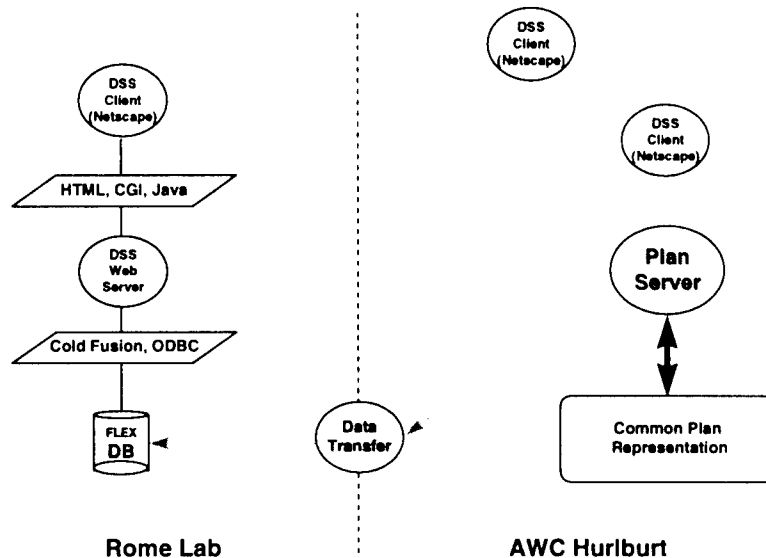 DSS
Client
(Netscape)
HTML, CGI, Java
DSS
Web
Server
Cold Fusion, ODBC
FLEX
DB
Rome Lab
Data
Transfer
DSS
Client
(Netscape)
DSS
Client
(Netscape)
Plan
Server
Common Plan
Representation
AWC Hurlburt